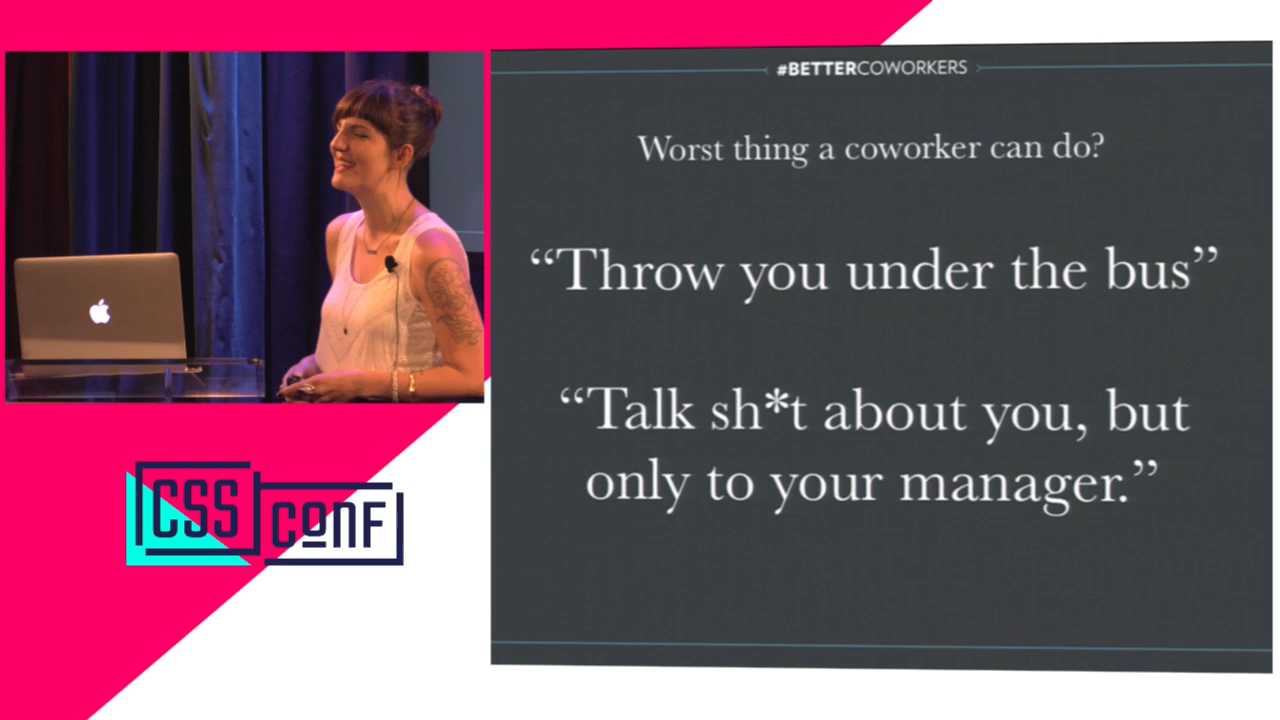 #BETTERCOWORKERS
Worst thing a coworker can do?
“Throw you under the bus”
“Talk sh*t about you, but
only to your manager.”
CSS
CONF